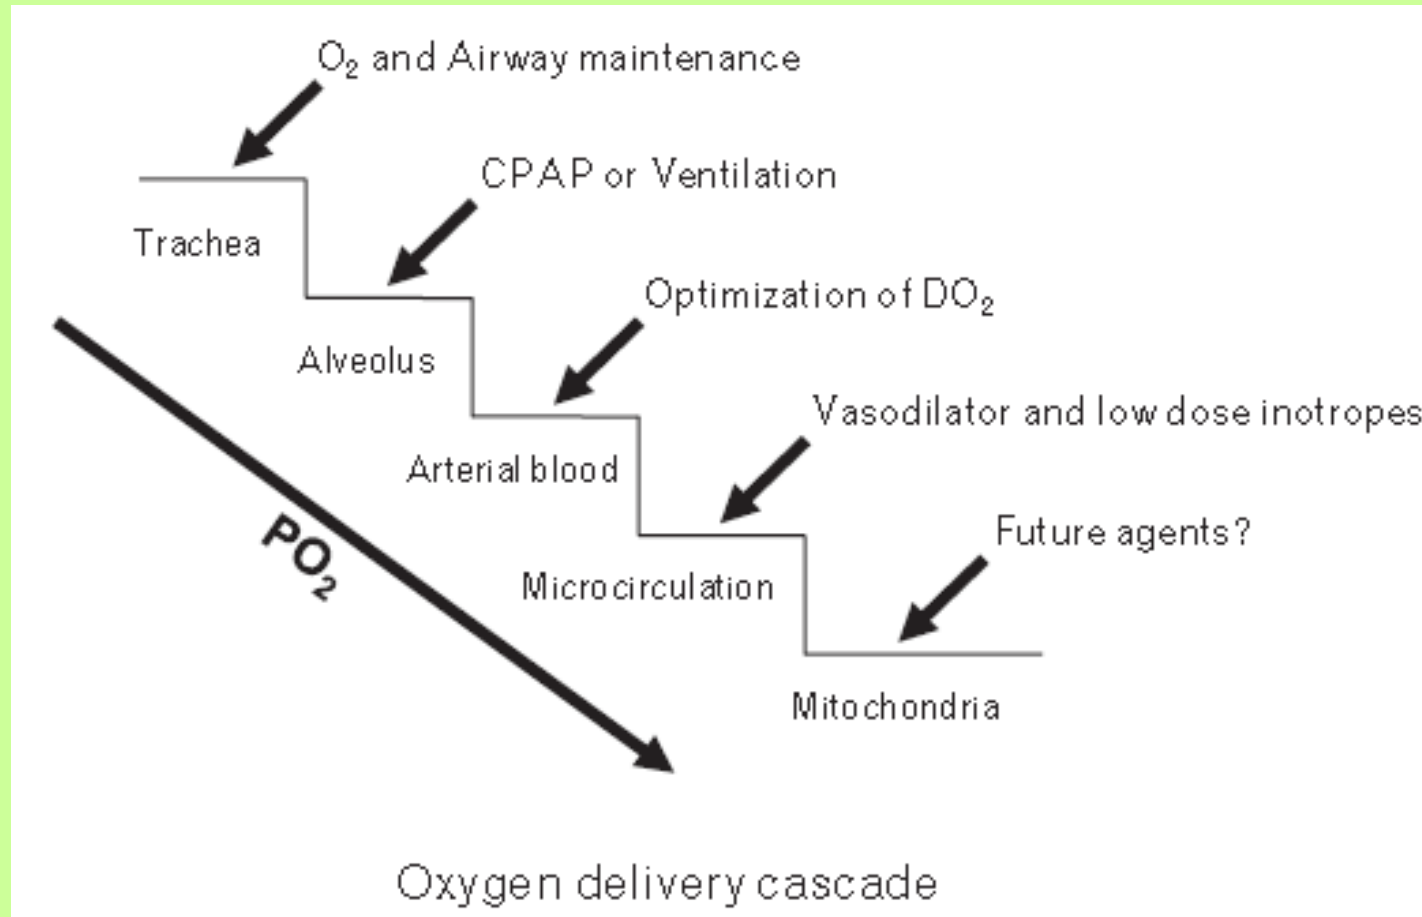 O₂ and Airway maintenance
CPAP or Ventilation
Trachea
Optimization of DO₂
Alveolus
Vasodilator and low dose inotropes
Arterial blood
PO₂
Future agents?
Microcirculation
Mitochondria
Oxygen delivery cascade